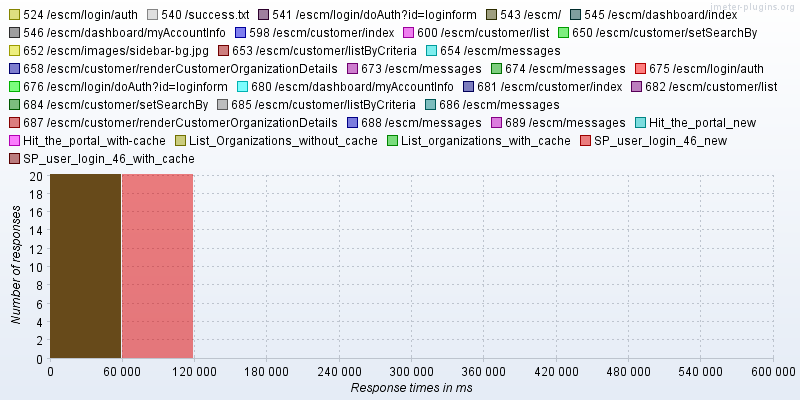 jmeter-plugins.org
524 /escm/login/auth 540 /success.txt 541 /escm/login/doAuth?id=loginform 543 /escm/ 545 /escm/dashboard/index
546 /escm/dashboard/myAccountInfo 598 /escm/customer/index 600 /escm/customer/list 650 /escm/customer/setSearchBy
652 /escm/images/sidebar-bg.jpg 653 /escm/customer/listByCriteria 654 /escm/messages
658 /escm/customer/renderCustomerOrganizationDetails 673 /escm/messages 674 /escm/messages 675 /escm/login/auth
676 /escm/login/doAuth?id=loginform 680 /escm/dashboard/myAccountInfo 681 /escm/customer/index 682 /escm/customer/list
684 /escm/customer/setSearchBy 685 /escm/customer/listByCriteria 686 /escm/messages
687 /escm/customer/renderCustomerOrganizationDetails 688 /escm/messages 689 /escm/messages Hit_the_portal_new
Hit_the_portal_with-cache List_Organizations_without_cache List_organizations_with_cache SP_user_login_46_new
SP_user_login_46_with_cache
20
18
16
14
12
10
8
6
4
2
0
Number of responses
0 60 000 120 000 180 000 240 000 300 000 360 000 420 000 480 000 540 000 600 000
Response times in ms